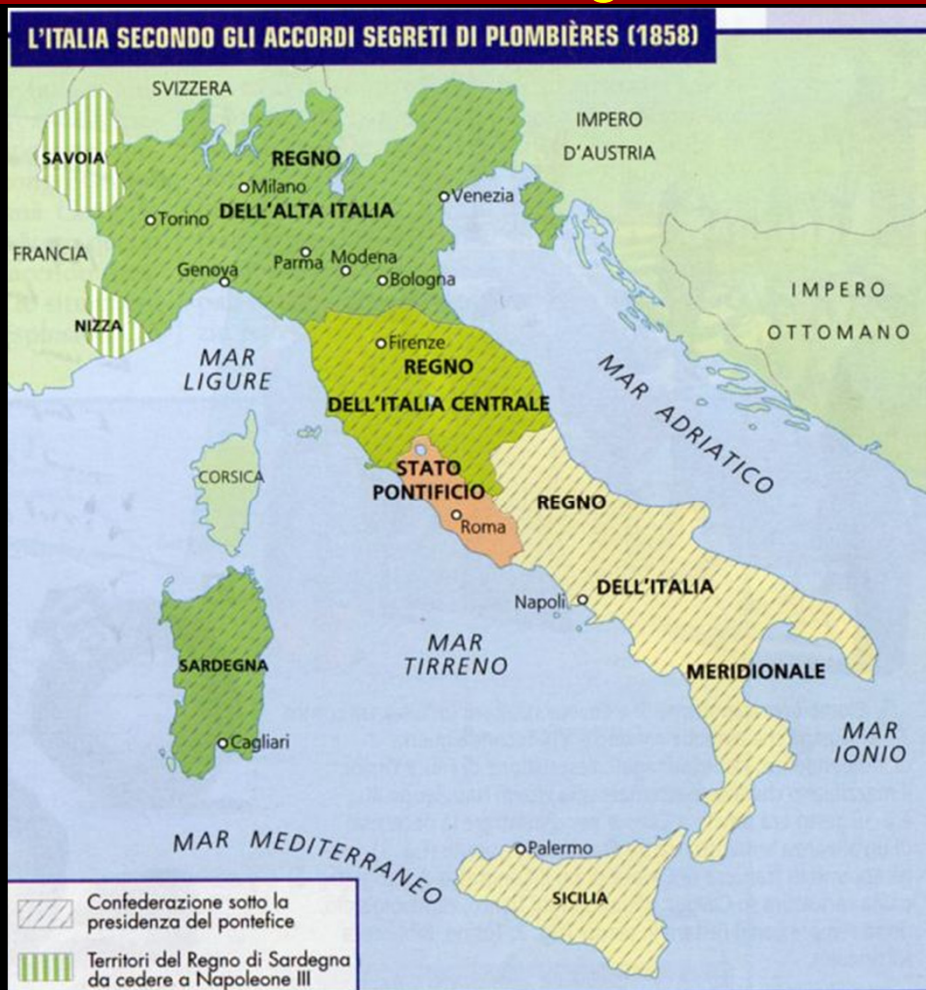 L'ITALIA SECONDO GLI ACCORDI SEGRETI DI PLOMBIÈRES (1858)
SVIZZERA
IMPERO
D'AUSTRIA
SAVOIA
REGNO
DELL'ALTA ITALIA
Milano
Venezia
Torino
FRANCIA
Parma
Modena
Genova
Bologna
IMPERO
OTTOMANO
NIZZA
MAR
LIGURE
Firenze
REGNO
DELL'ITALIA CENTRALE
MAR ADRIATICO
CORSICA
STATO
PONTIFICIO
Roma
REGNO
DELL'ITALIA
MERIDIONALE
Napoli
MAR
TIRRENO
SARDEGNA
Cagliari
MAR
IONIO
MAR MEDITERRANEO
Palermo
SICILIA
Confederazione sotto la
presidenza del pontefice
Territori del Regno di Sardegna
da cedere a Napoleone III